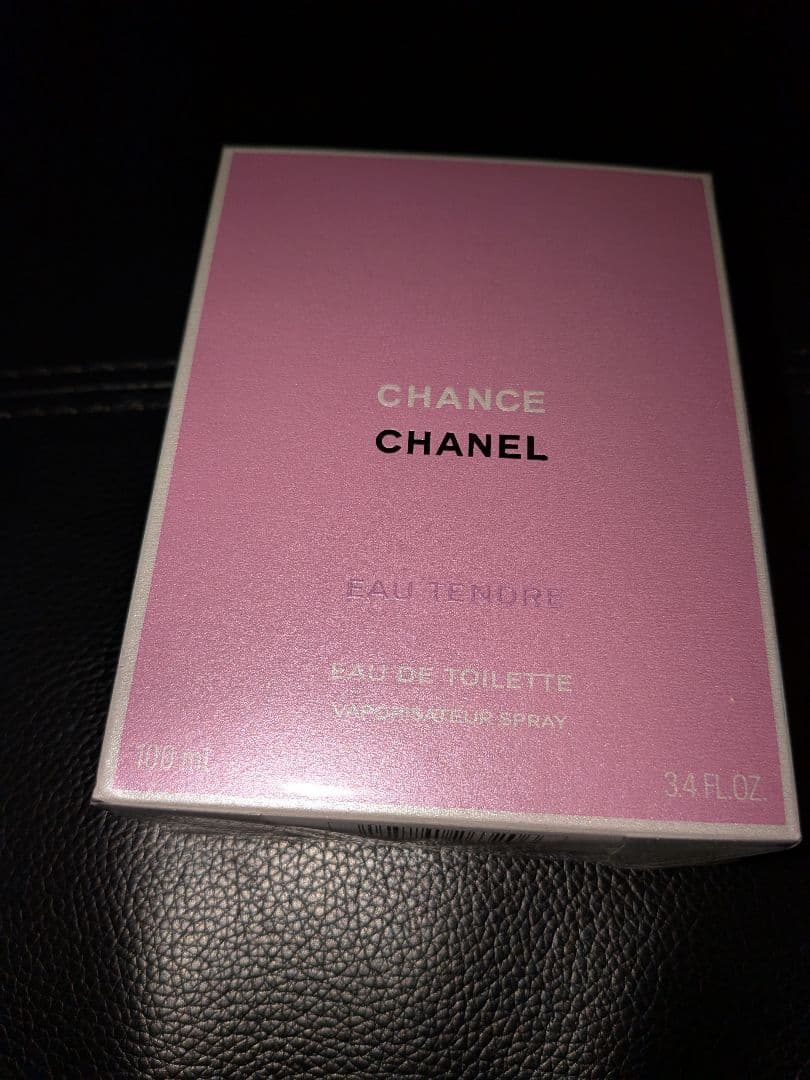 CHANCE
CHANEL
EAU TENDRE
EAU DE TOILETTE
VAPORISATEUR SPRAY
100 ml
3.4 FL.OZ.